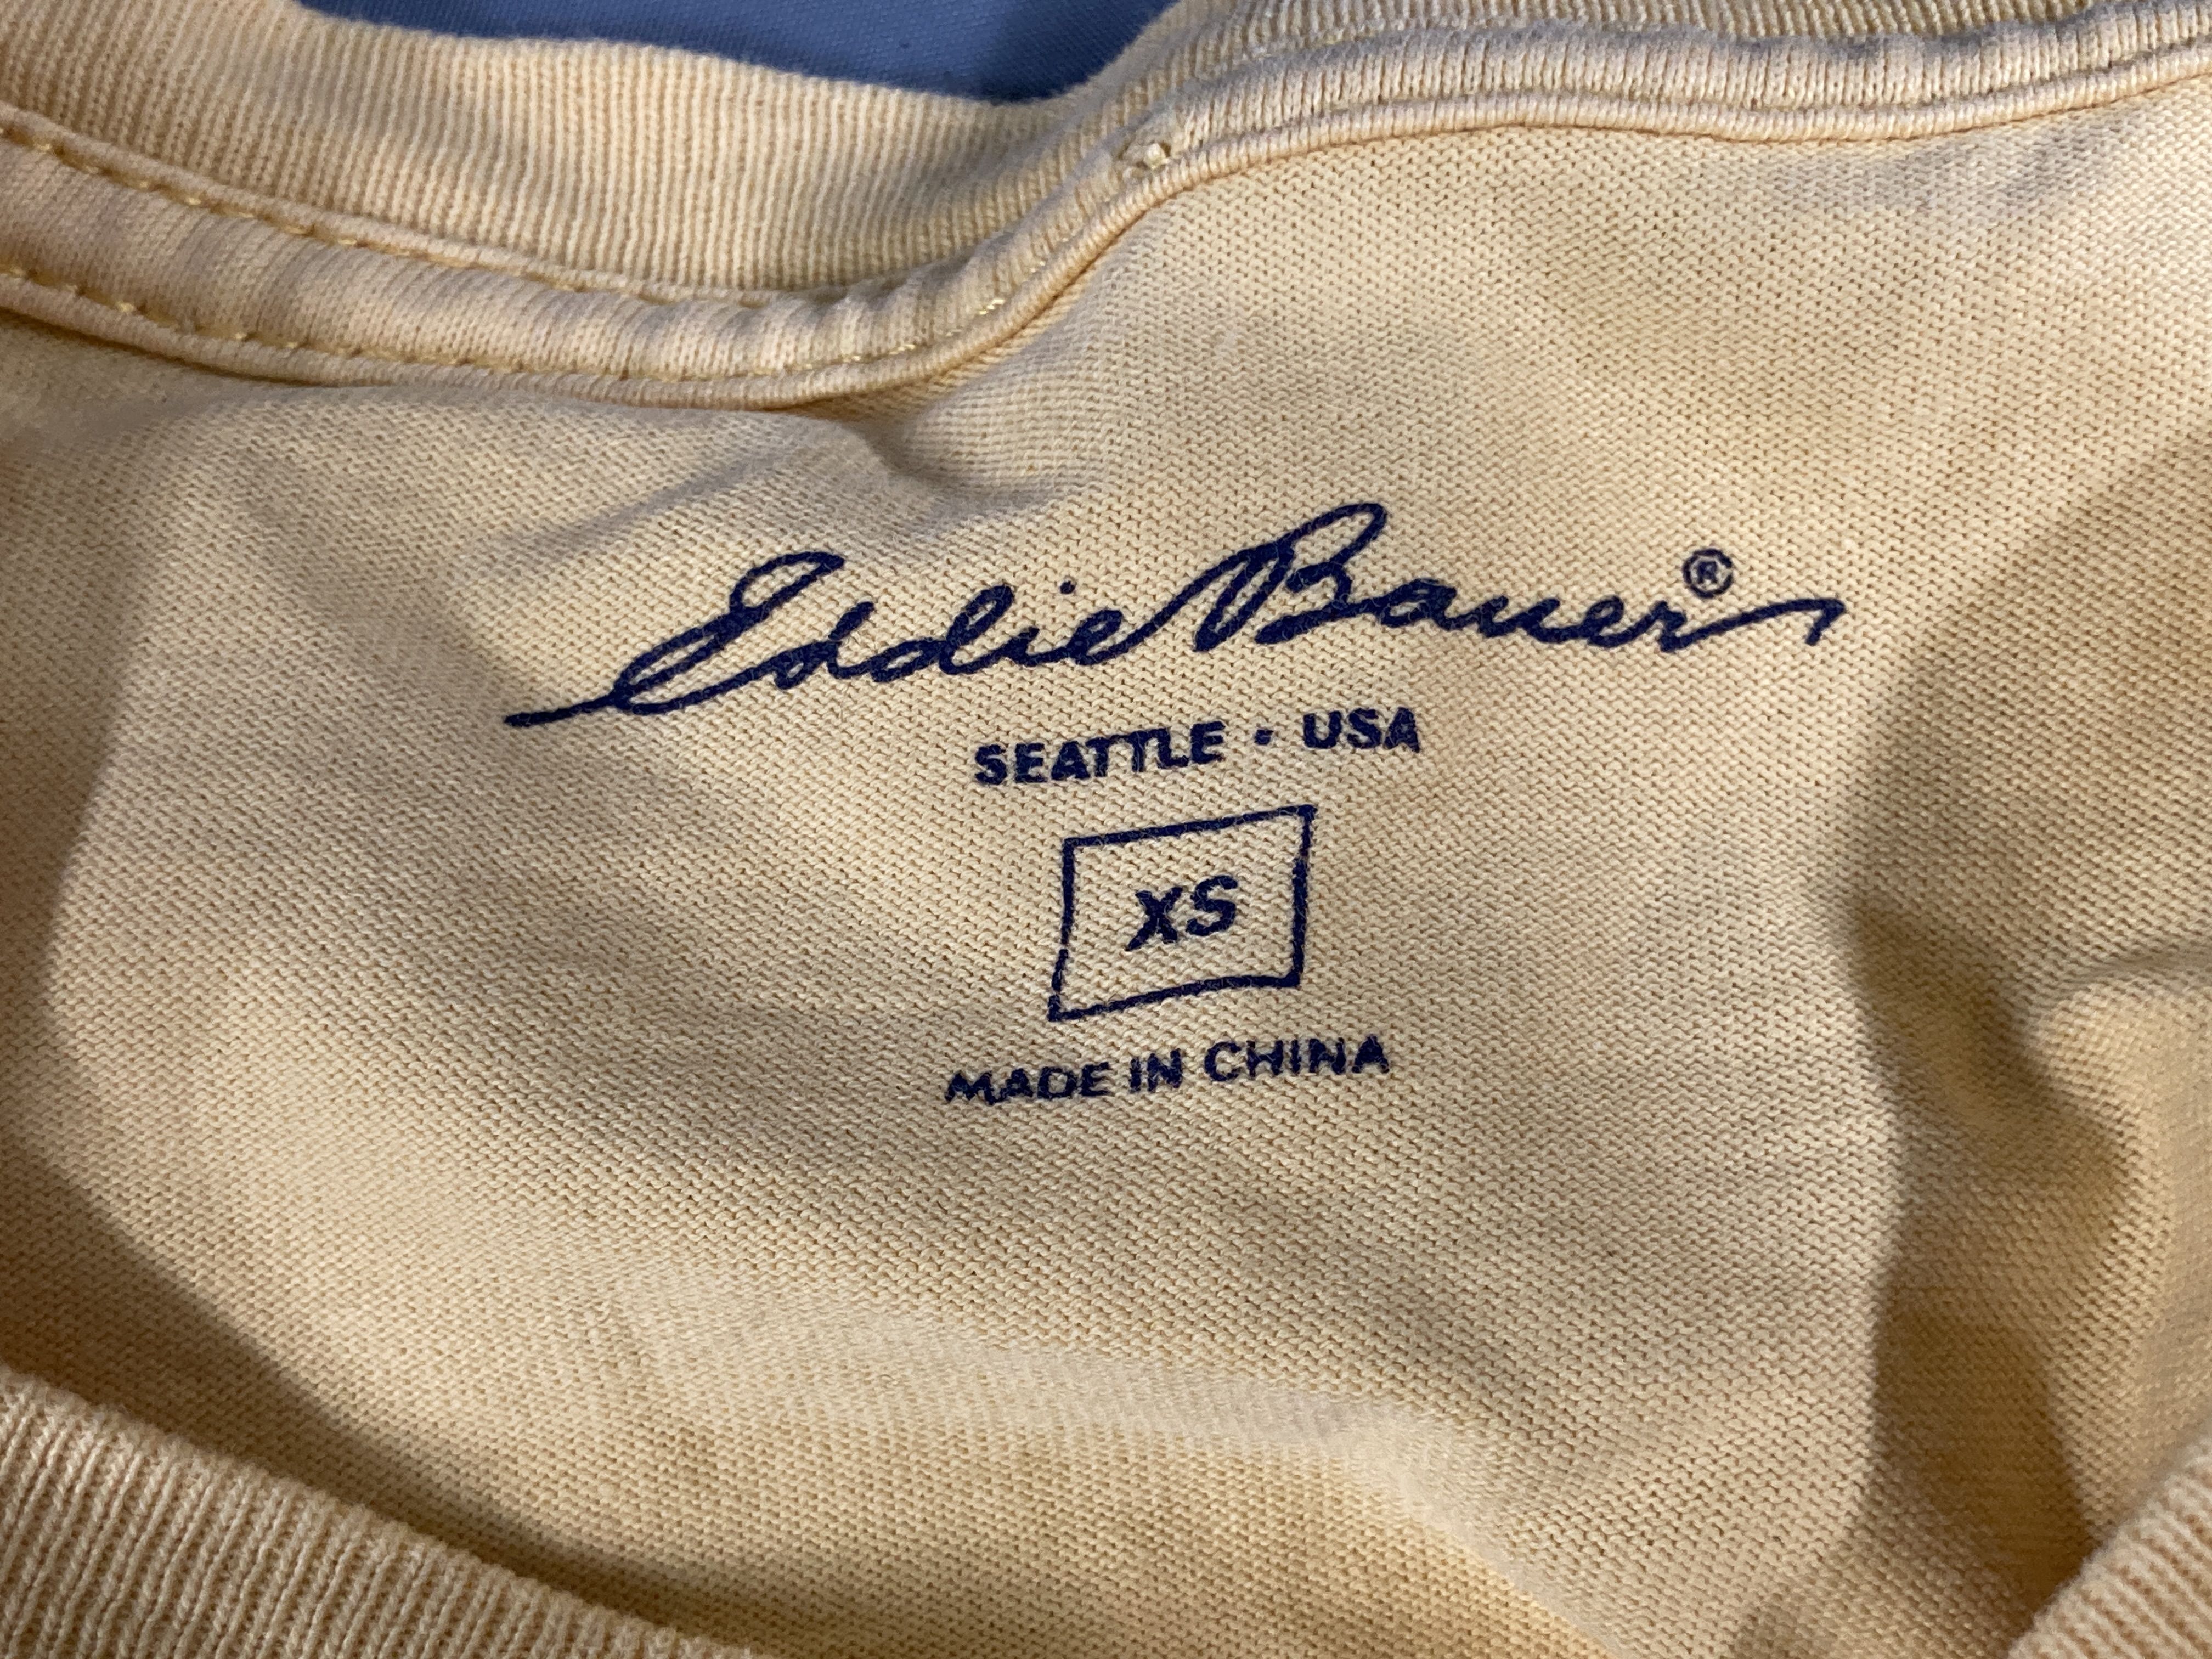 Eddie Bauer®
SEATTLE • USA
XS
MADE IN CHINA